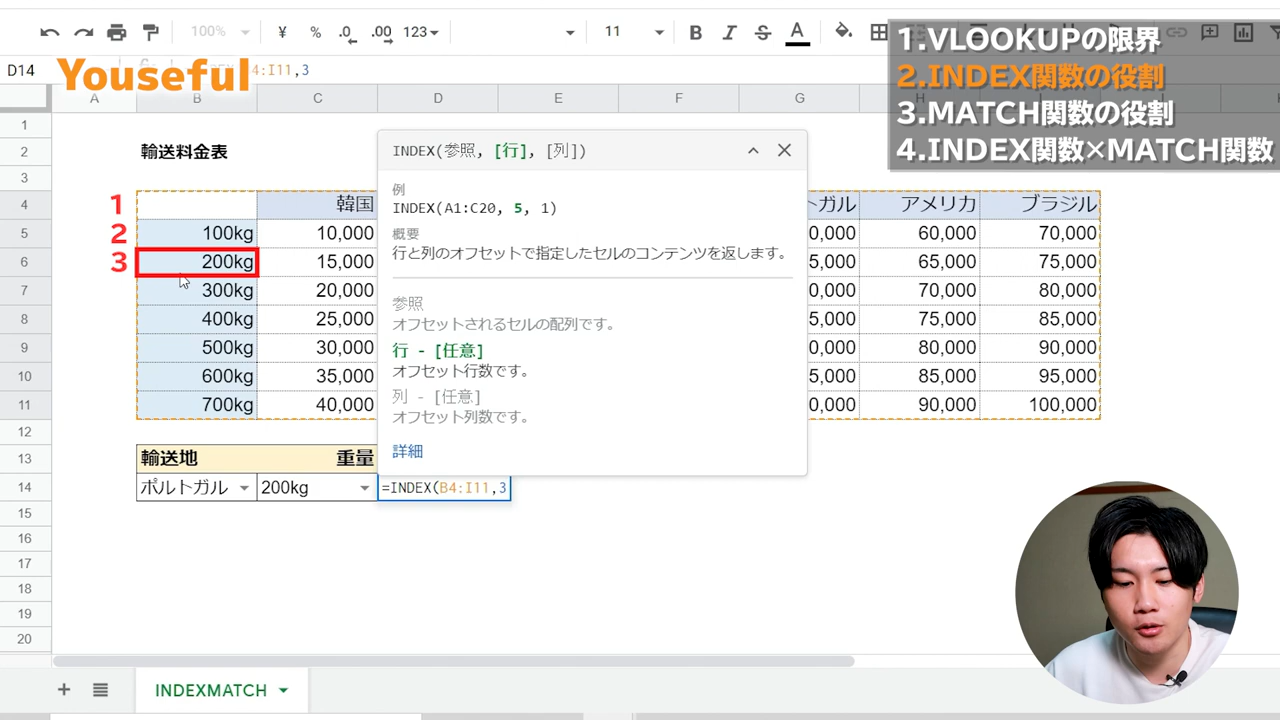 100%
¥ % .0 .00 123
11
B I S A
D14
Youseful
4:I11,3
1.VLOOKUPの限界
2.INDEX関数の役割
3.MATCH関数の役割
4.INDEX関数×MATCH関数
A B C D E F G H
1
2 輸送料金表
3
4 1 韓国 トガル アメリカ ブラジル
5 2 100kg 10,000 0,000 60,000 70,000
6 3 200kg 15,000 5,000 65,000 75,000
7 300kg 20,000 0,000 70,000 80,000
8 400kg 25,000 5,000 75,000 85,000
9 500kg 30,000 0,000 80,000 90,000
10 600kg 35,000 5,000 85,000 95,000
11 700kg 40,000 0,000 90,000 100,000
12
13 輸送地 重量
14 ポルトガル 200kg =INDEX(B4:I11,3
15
16
17
18
19
20
INDEX(参照, [行], [列])
例
INDEX(A1:C20, 5, 1)
概要
行と列のオフセットで指定したセルのコンテンツを返します。
参照
オフセットされるセルの配列です。
行 - [任意]
オフセット行数です。
列 - [任意]
オフセット列数です。
詳細
INDEXMATCH